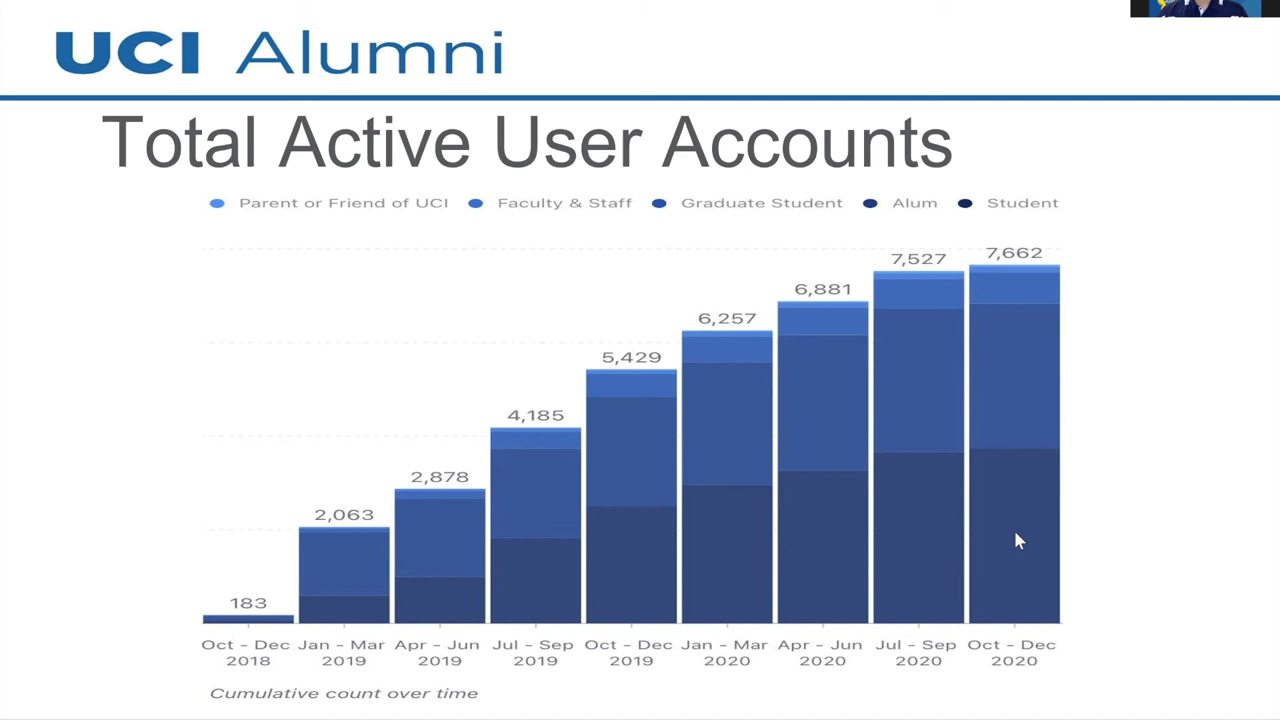 UCI Alumni
Total Active User Accounts
Parent or Friend of UCI Faculty & Staff Graduate Student Alum Student
183
2,063
2,878
4,185
5,429
6,257
6,881
7,527
7,662
Oct - Dec Jan - Mar Apr - Jun Jul - Sep Oct - Dec Jan - Mar Apr - Jun Jul - Sep Oct - Dec
2018 2019 2019 2019 2019 2020 2020 2020 2020
Cumulative count over time